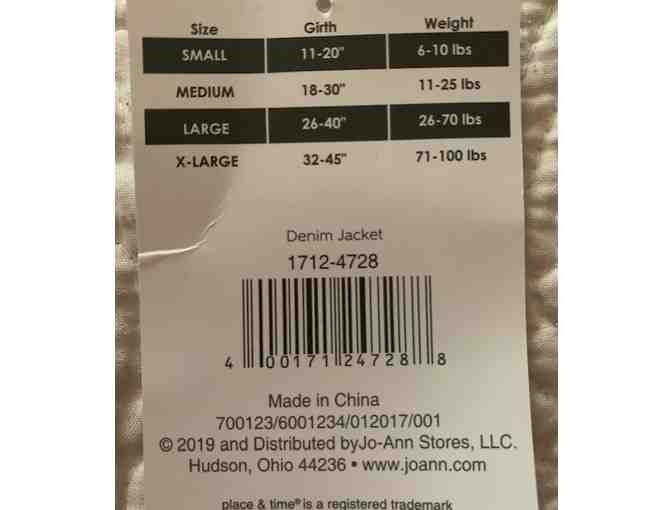 Size Girth Weight
SMALL 11-20" 6-10 lbs
MEDIUM 18-30" 11-25 lbs
LARGE 26-40" 26-70 lbs
X-LARGE 32-45" 71-100 lbs
Denim Jacket
1712-4728
4 00171 24728 8
Made in China
700123/6001234/012017/001
© 2019 and Distributed byJo-Ann Stores, LLC.
Hudson, Ohio 44236 • www.joann.com
place & time® is a registered trademark